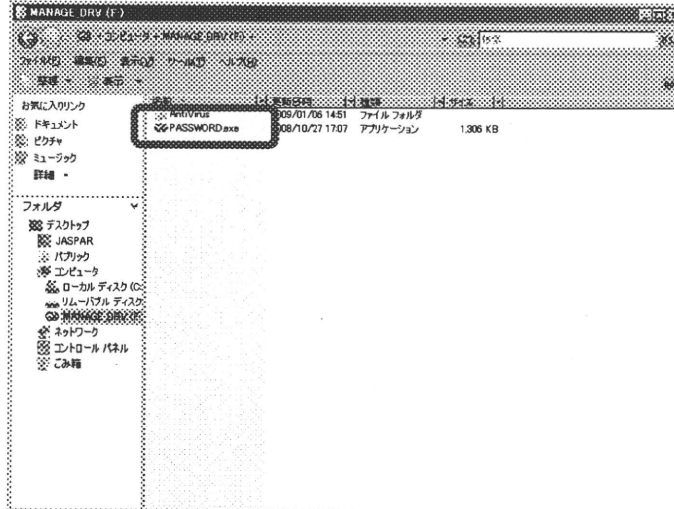 MANAGE DRV (F:)
コンピュータ MANAGE DRV (F:)
検索
ファイル(F) 編集(E) 表示(V) ツール(T) ヘルプ(H)
整理 表示
お気に入りリンク
ドキュメント
ピクチャ
ミュージック
詳細
フォルダ
デスクトップ
JASPAR
パブリック
コンピュータ
ローカル ディスク (C:
リムーバブル ディスク
MANAGE DRV (F:
ネットワーク
コントロール パネル
ごみ箱
名前 更新日時 種類 サイズ
AntiVirus 009/01/06 14:51 ファイル フォルダ
PASSWORD.exe 008/10/27 17:07 アプリケーション 1,306 KB